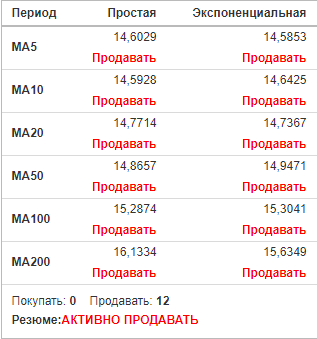 Период Простая Экспоненциальная
MA5 14,6029 14,5853
Продавать Продавать
MA10 14,5928 14,6425
Продавать Продавать
MA20 14,7714 14,7367
Продавать Продавать
MA50 14,8657 14,9471
Продавать Продавать
MA100 15,2874 15,3041
Продавать Продавать
MA200 16,1334 15,6349
Продавать Продавать
Покупать: 0 Продавать: 12
Резюме:АКТИВНО ПРОДАВАТЬ